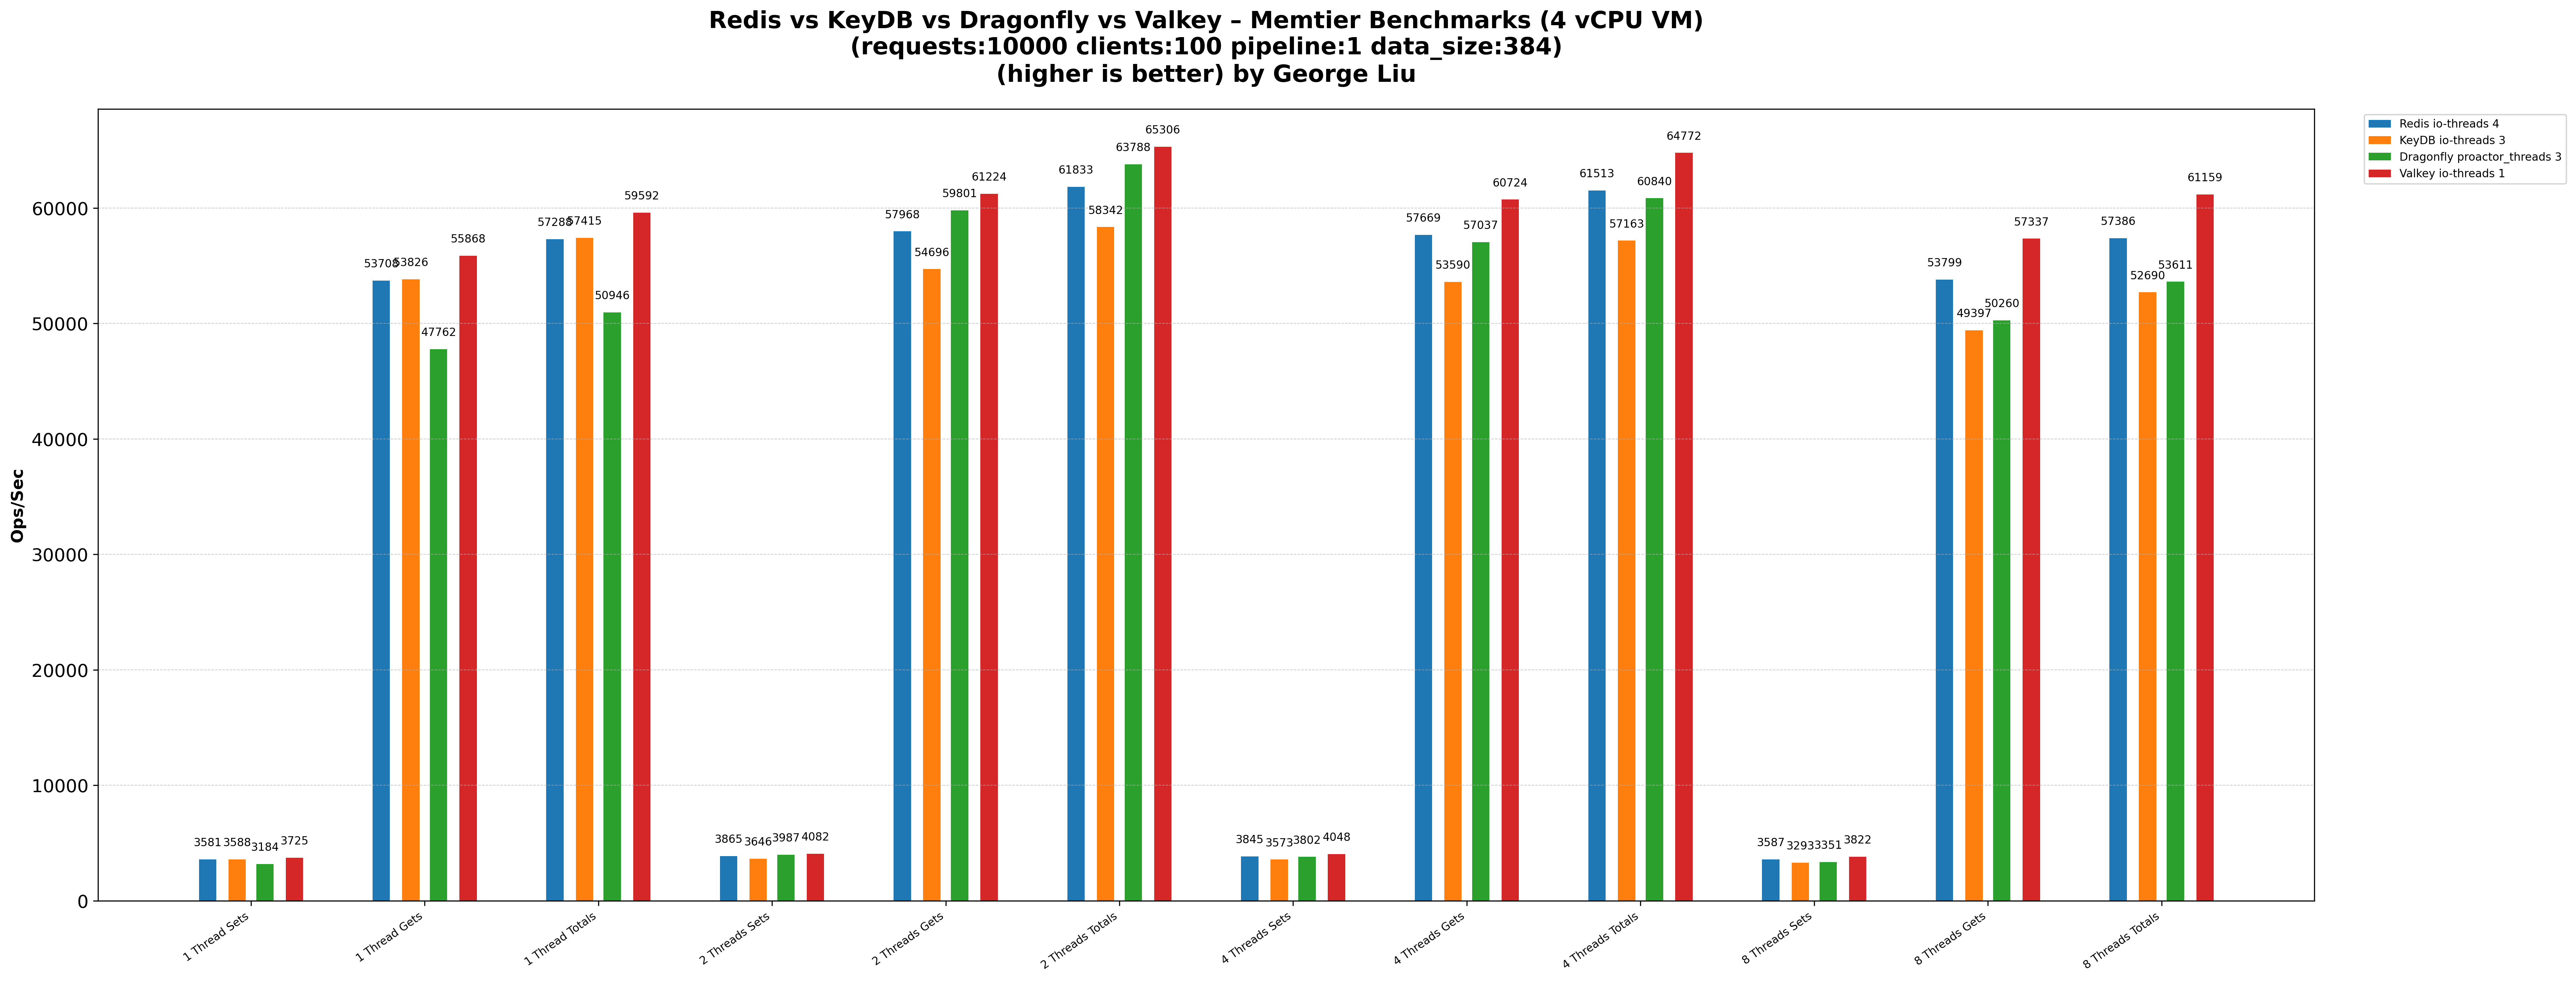 Redis vs KeyDB vs Dragonfly vs Valkey – Memtier Benchmarks (4 vCPU VM)
(requests:10000 clients:100 pipeline:1 data_size:384)
(higher is better) by George Liu
Redis io-threads 4
KeyDB io-threads 3
Dragonfly proactor_threads 3
Valkey io-threads 1
Ops/Sec
60000
50000
40000
30000
20000
10000
0
3581 3588 3184 3725
53708 53826 47762 55868
57288 57415 50946 59592
3865 3646 3987 4082
57968 54696 59801 61224
61833 58342 63788 65306
3845 3573 3802 4048
57669 53590 57037 60724
61513 57163 60840 64772
3587 3293 3351 3822
53799 49397 50260 57337
57386 52690 53611 61159
1 Thread Sets
1 Thread Gets
1 Thread Totals
2 Threads Sets
2 Threads Gets
2 Threads Totals
4 Threads Sets
4 Threads Gets
4 Threads Totals
8 Threads Sets
8 Threads Gets
8 Threads Totals